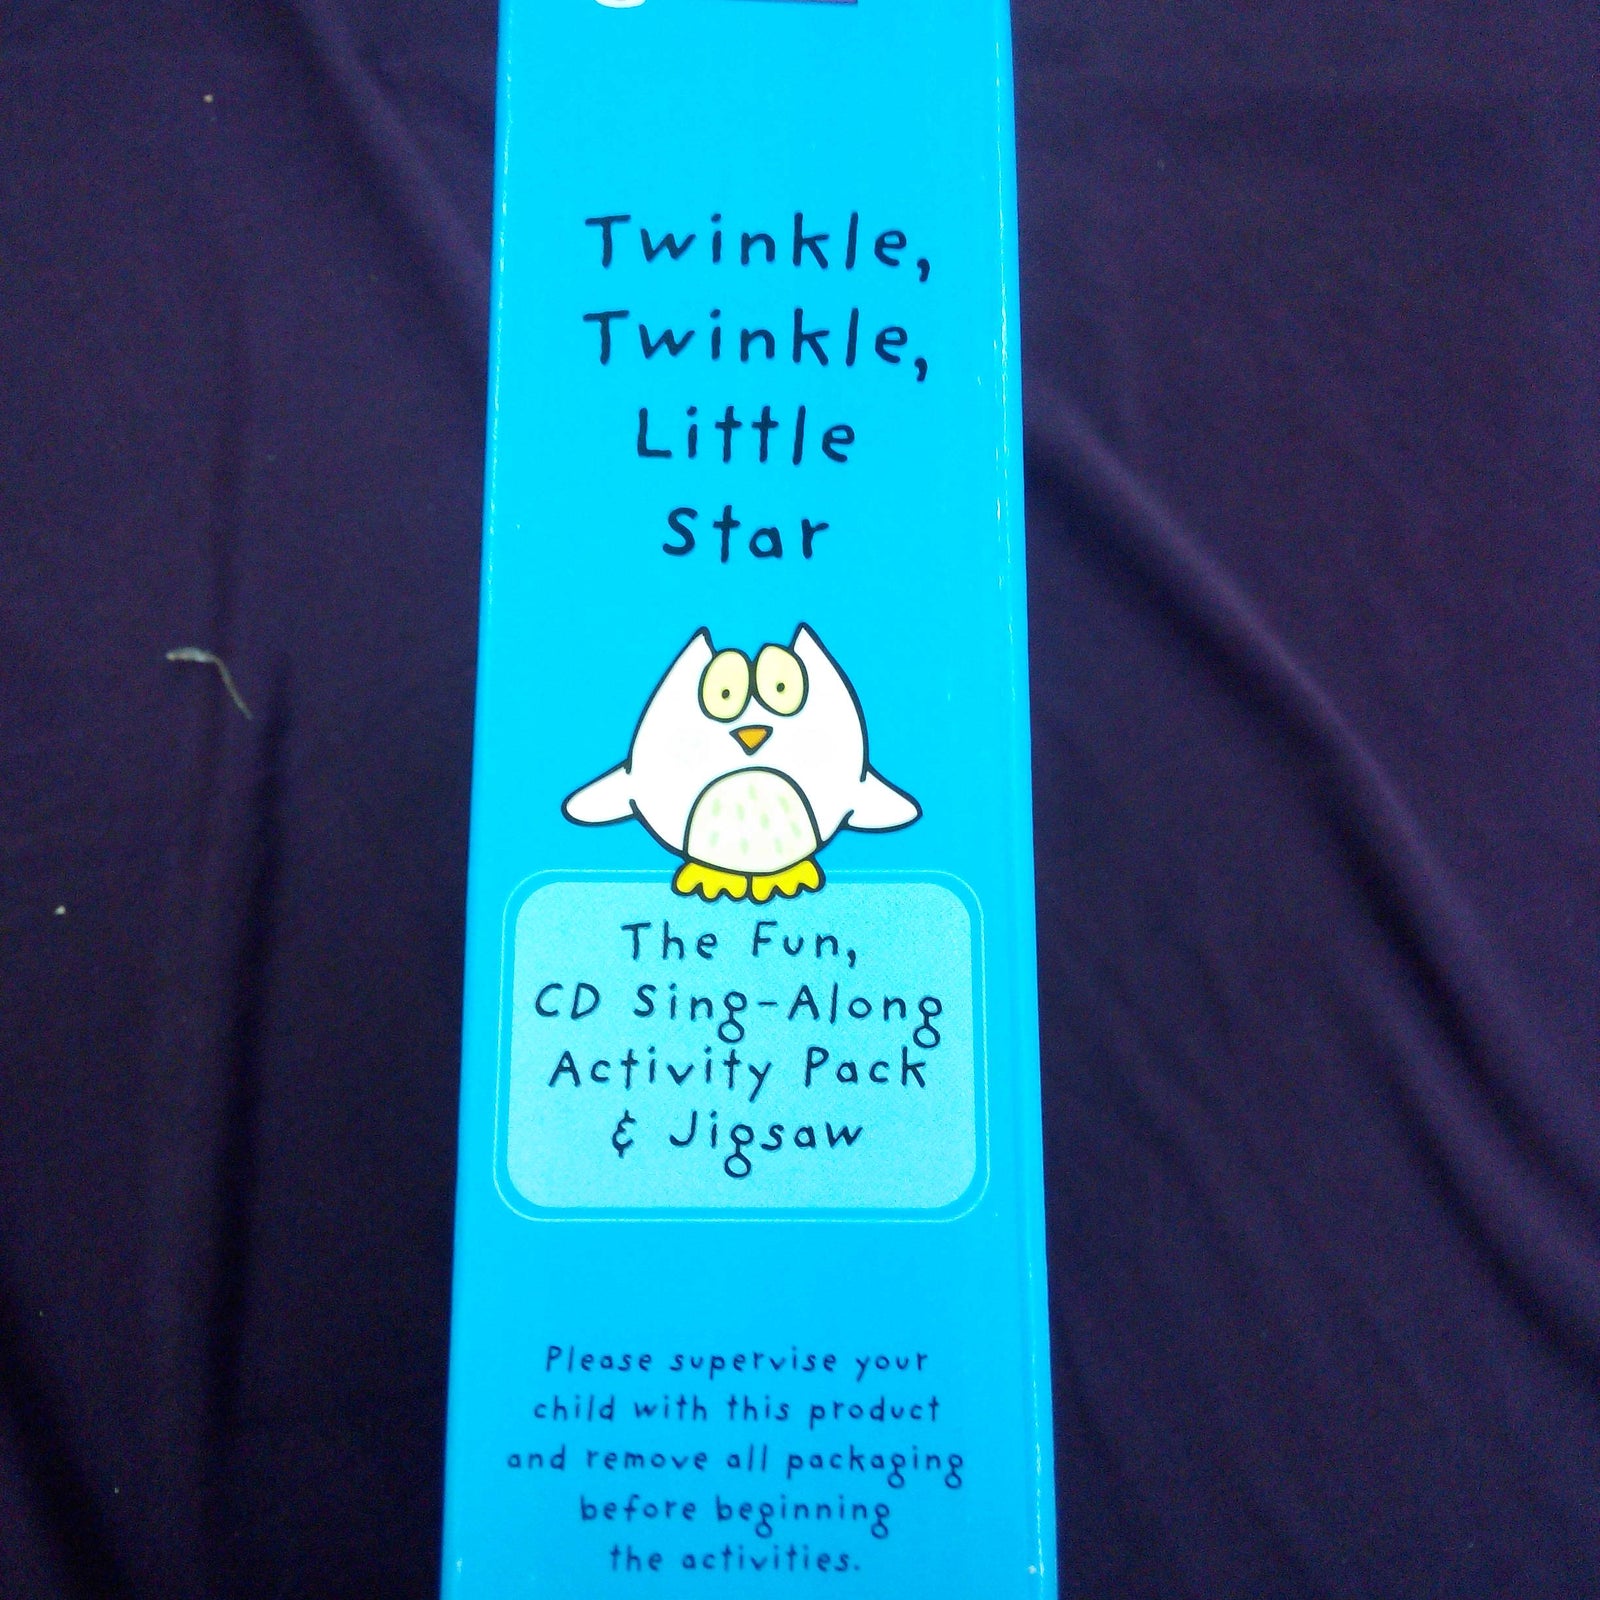 Twinkle,
Twinkle,
Little
Star
The Fun,
CD Sing-Along
Activity Pack
& Jigsaw
Please supervise your
child with this product
and remove all packaging
before beginning
the activities.